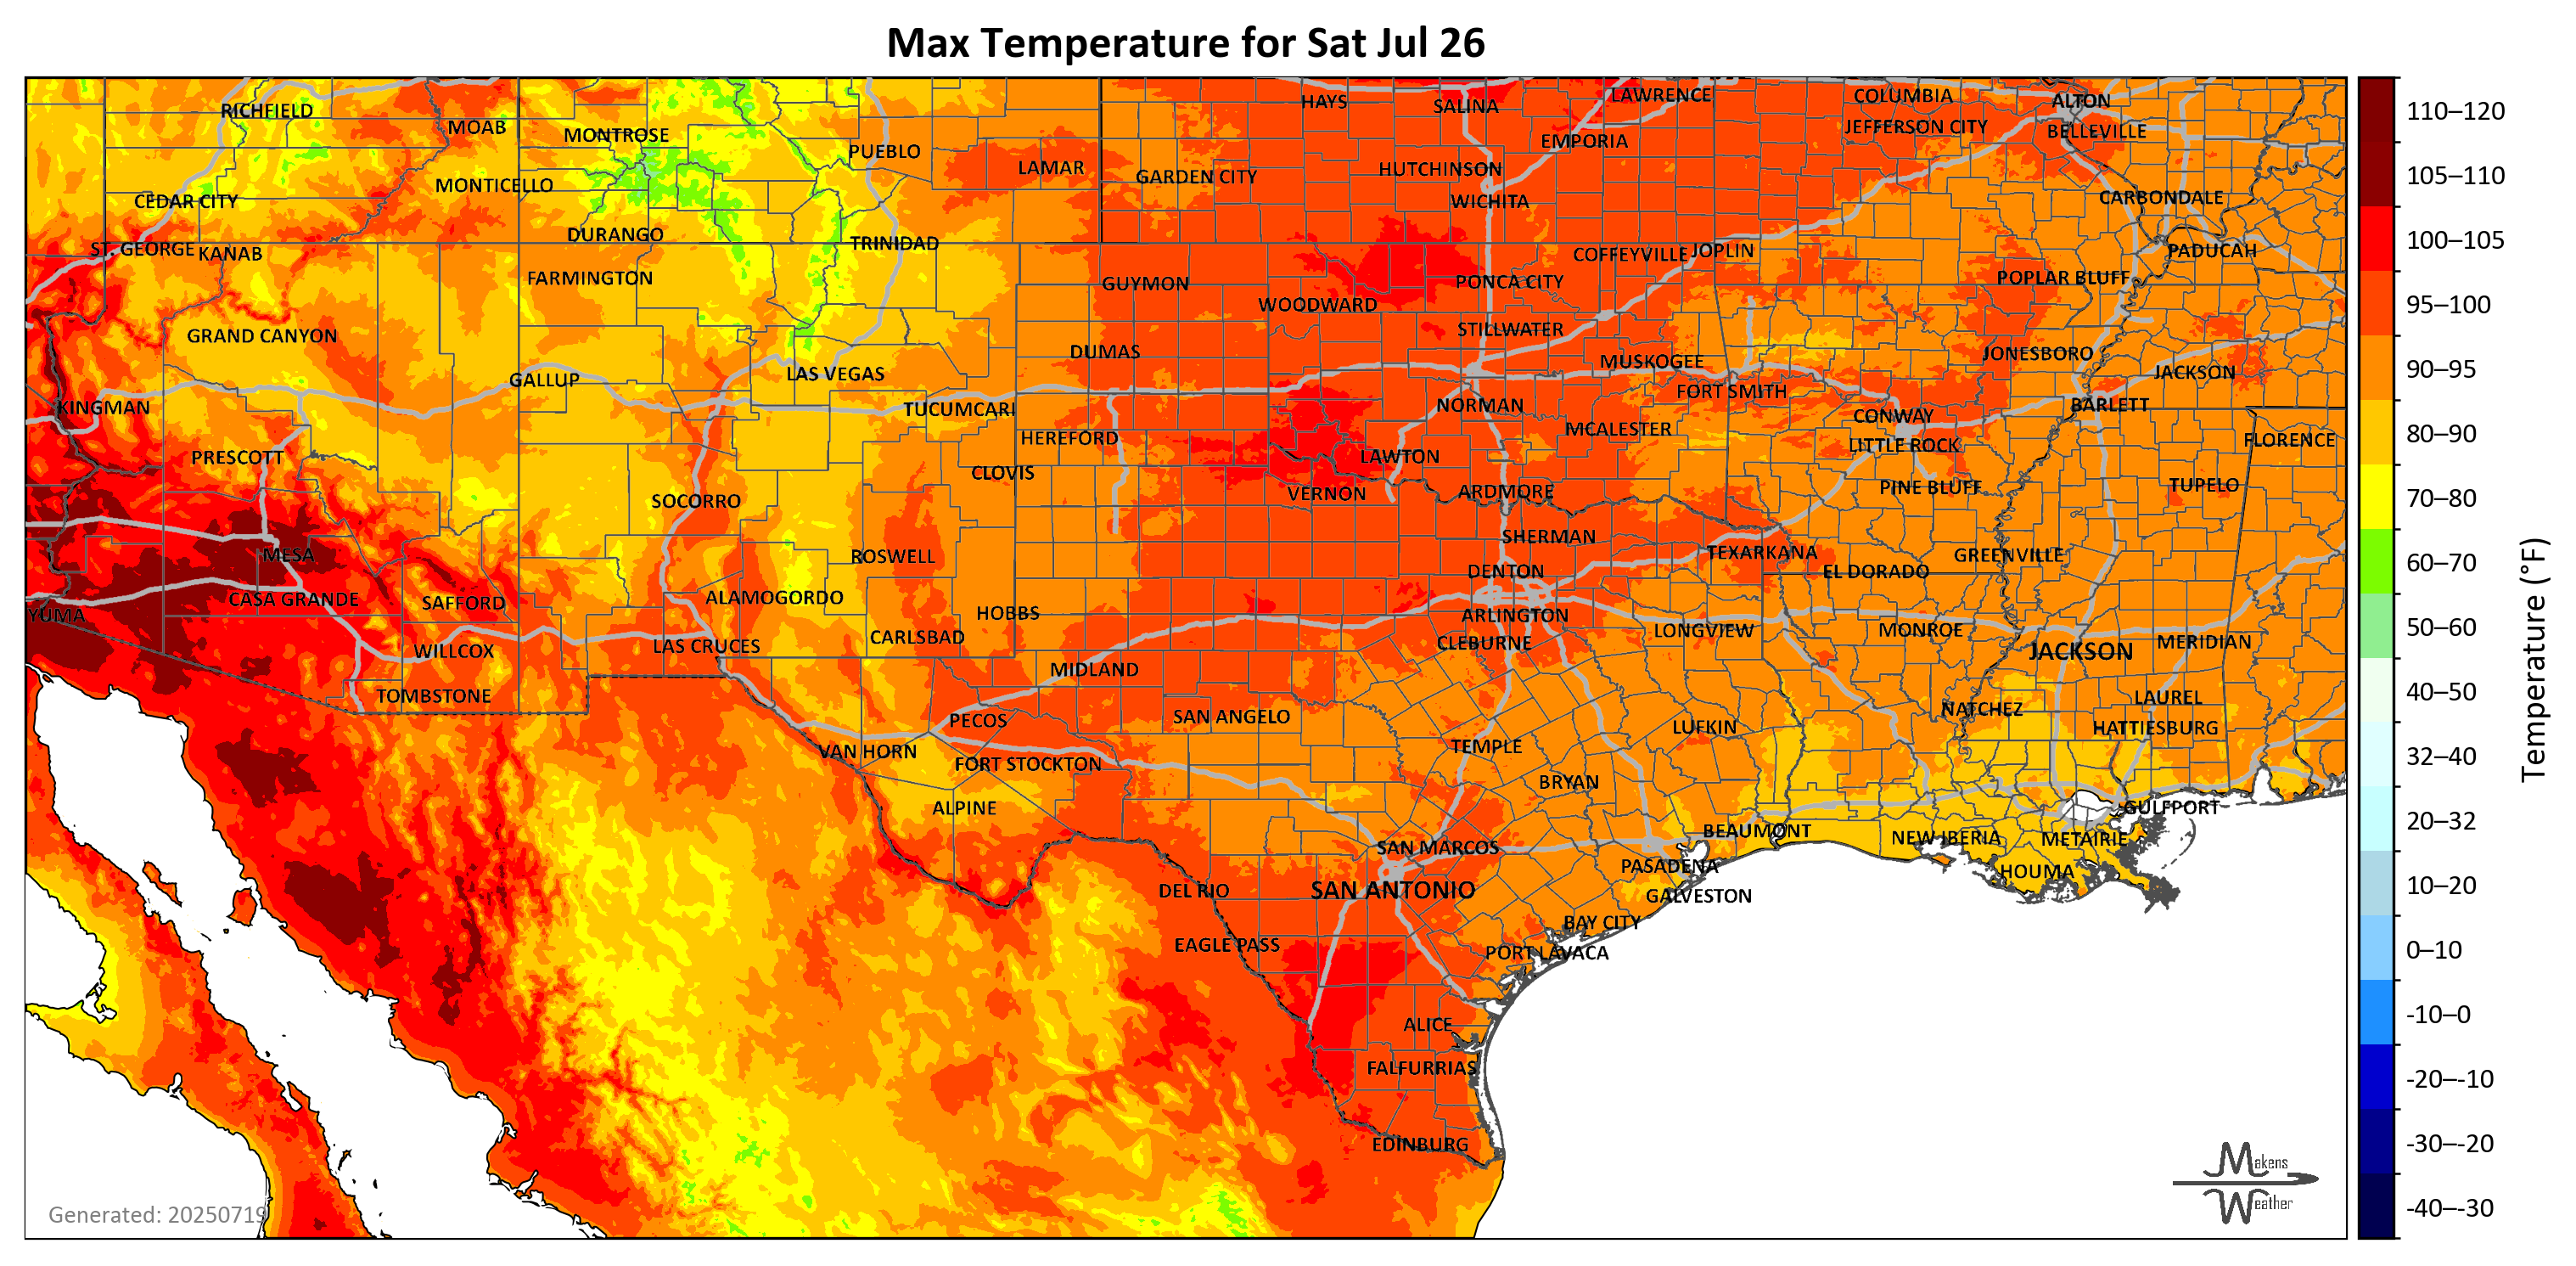 Max Temperature for Sat Jul 26
HAYS
SALINA
LAWRENCE
COLUMBIA
ALTON
RICHFIELD
MOAB
MONTROSE
PUEBLO
EMPORIA
JEFFERSON CITY
BELLEVILLE
LAMAR
GARDEN CITY
HUTCHINSON
MONTICELLO
CEDAR CITY
WICHITA
CARBONDALE
DURANGO
TRINIDAD
ST. GEORGE
KANAB
COFFEYVILLE
JOPLIN
PADUCAH
FARMINGTON
GUYMON
PONCA CITY
POPLAR BLUFF
WOODWARD
GRAND CANYON
STILLWATER
DUMAS
MUSKOGEE
JONESBORO
GALLUP
LAS VEGAS
JACKSON
FORT SMITH
KINGMAN
TUCUMCARI
NORMAN
BARLETT
CONWAY
HEREFORD
MCALESTER
LITTLE ROCK
FLORENCE
PRESCOTT
CLOVIS
LAWTON
SOCORRO
VERNON
ARDMORE
PINE BLUFF
TUPELO
MESA
ROSWELL
SHERMAN
TEXARKANA
GREENVILLE
DENTON
EL DORADO
CASA GRANDE
SAFFORD
ALAMOGORDO
YUMA
HOBBS
ARLINGTON
LAS CRUCES
CARLSBAD
CLEBURNE
LONGVIEW
MONROE
JACKSON
MERIDIAN
WILLCOX
MIDLAND
TOMBSTONE
PECOS
SAN ANGELO
NATCHEZ
LAUREL
VAN HORN
FORT STOCKTON
TEMPLE
LUFKIN
HATTIESBURG
ALPINE
BRYAN
GULFPORT
BEAUMONT
NEW IBERIA
METAIRIE
SAN MARCOS
PASADENA
HOUMA
DEL RIO
SAN ANTONIO
GALVESTON
BAY CITY
EAGLE PASS
PORT LAVACA
ALICE
FALFURRIAS
EDINBURG
Generated: 20250719
Makens
Weather
110–120
105–110
100–105
95–100
90–95
80–90
70–80
60–70
50–60
40–50
32–40
20–32
10–20
0–10
-10–0
-20–-10
-30–-20
-40–-30
Temperature (°F)